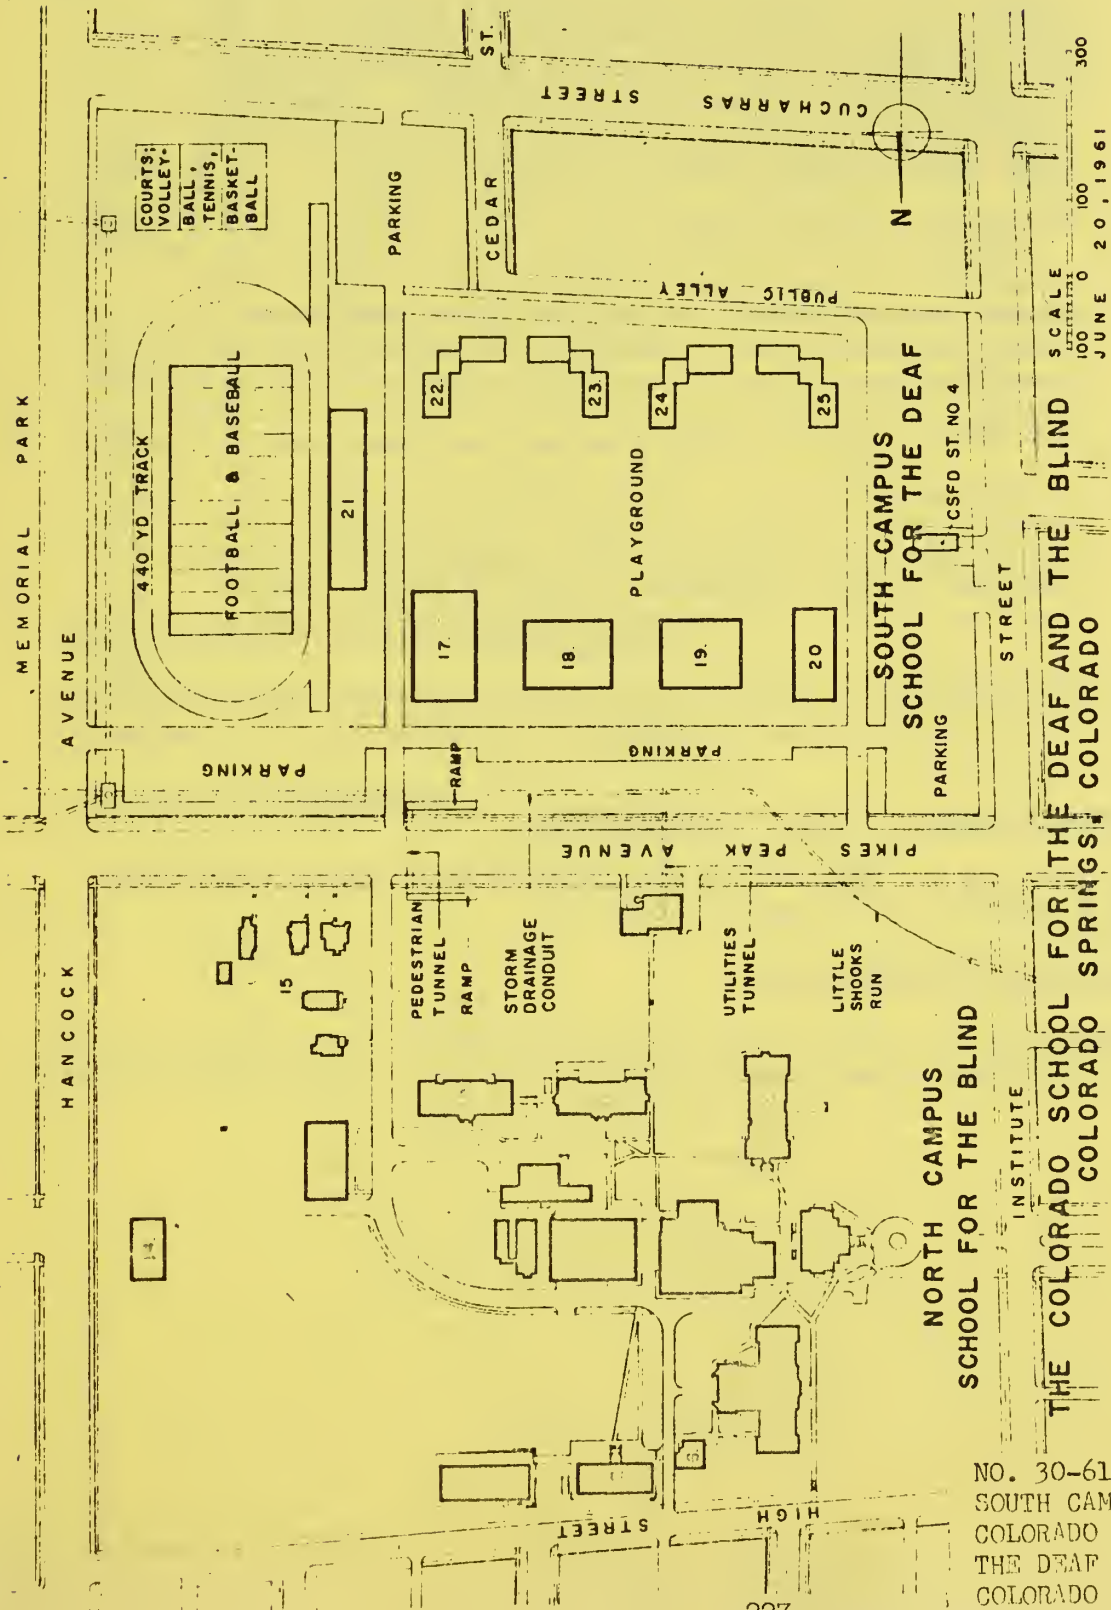 MEMORIAL PARK
HANCOCK AVENUE
COURTS;
VOLLEY-
BALL,
TENNIS,
BASKET-
BALL
440 YD TRACK
FOOTBALL & BASEBALL
21
PARKING
PARKING
CEDAR ST.
CUCHARRAS STREET
PUBLIC ALLEY
22.
23.
24
25
17.
18.
19.
20
PLAYGROUND
RAMP
PARKING
PIKES PEAK AVENUE
SOUTH CAMPUS
SCHOOL FOR THE DEAF
CSFD ST. NO 4
PARKING
N
14.
15
PEDESTRIAN
TUNNEL
RAMP
STORM
DRAINAGE
CONDUIT
UTILITIES
TUNNEL
LITTLE
SHOOKS
RUN
NORTH CAMPUS
SCHOOL FOR THE BLIND
HIGH STREET
INSTITUTE STREET
THE COLORADO SCHOOL FOR THE DEAF AND THE BLIND
COLORADO SPRINGS, COLORADO
SCALE
100 0 100 300
JUNE 20, 1961
NO. 30-61
SOUTH CAM
COLORADO
THE DEAF
COLORADO